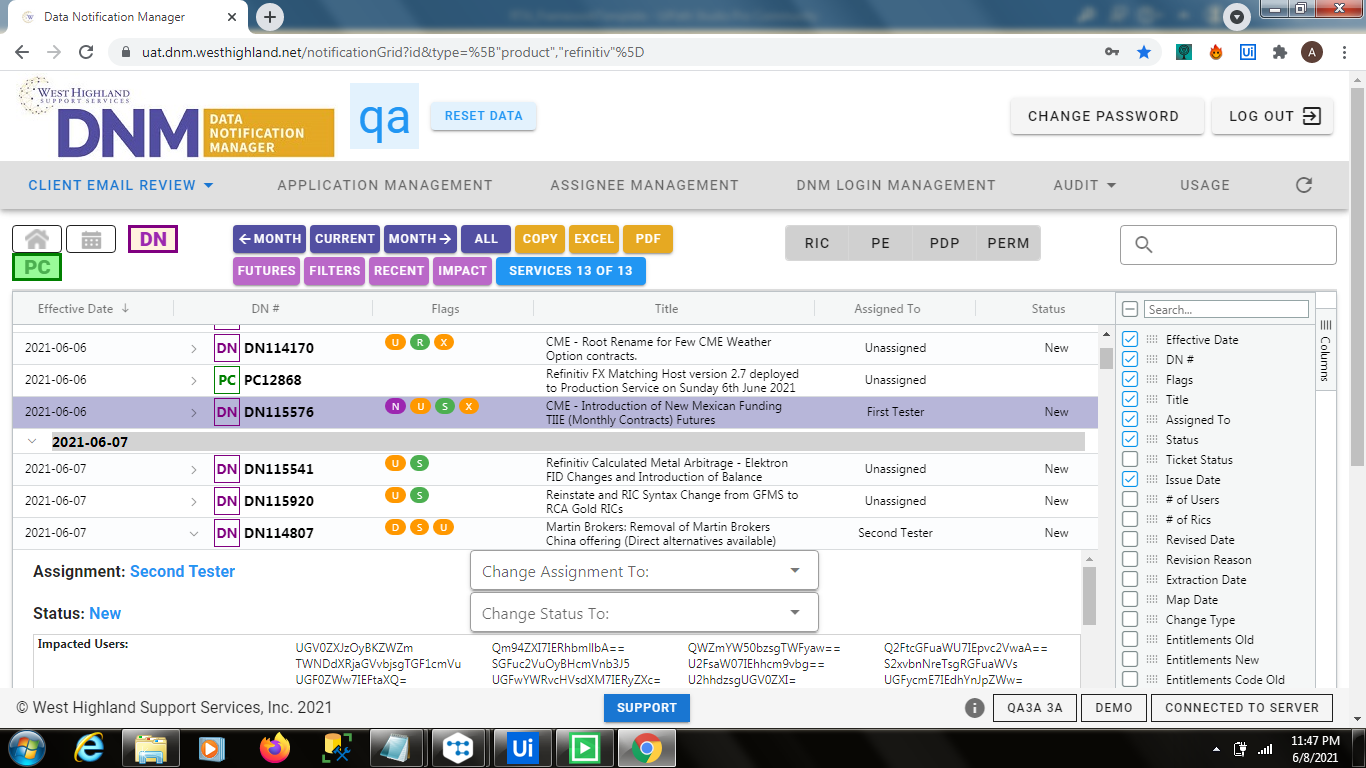 Data Notification Manager
uat.dnm.westhighland.net/notificationGrid?id&type=%5B"product","refinitiv"%5D
A
WEST HIGHLAND
SUPPORT SERVICES
DNM DATA NOTIFICATION MANAGER
qa
RESET DATA
CHANGE PASSWORD
LOG OUT
CLIENT EMAIL REVIEW
APPLICATION MANAGEMENT
ASSIGNEE MANAGEMENT
DNM LOGIN MANAGEMENT
AUDIT
USAGE
DN
PC
MONTH
CURRENT
MONTH
ALL
COPY
EXCEL
PDF
FUTURES
FILTERS
RECENT
IMPACT
SERVICES 13 OF 13
RIC
PE
PDP
PERM
Effective Date
DN #
Flags
Title
Assigned To
Status
2021-06-06
DN DN114170
U R X
CME - Root Rename for Few CME Weather
Option contracts.
Unassigned
New
2021-06-06
PC PC12868
Refinitiv FX Matching Host version 2.7 deployed
to Production Service on Sunday 6th June 2021
Unassigned
2021-06-06
DN DN115576
N U S X
CME - Introduction of New Mexican Funding
TIIE (Monthly Contracts) Futures
First Tester
New
2021-06-07
2021-06-07
DN DN115541
U S
Refinitiv Calculated Metal Arbitrage - Elektron
FID Changes and Introduction of Balance
Unassigned
New
2021-06-07
DN DN115920
U S
Reinstate and RIC Syntax Change from GFMS to
RCA Gold RICs
Unassigned
New
2021-06-07
DN DN114807
D S U
Martin Brokers: Removal of Martin Brokers
China offering (Direct alternatives available)
Second Tester
New
Assignment: Second Tester
Change Assignment To:
Status: New
Change Status To:
Impacted Users:
UGV0ZXJzOyBKZWZm
Qm94ZXI7IERhbmllbA==
QWZmYW50bzsgTWFyaw==
Q2FtcGFuaWU7IEpvc2VwaA==
TWNDdXRjaGVvbjsgTGF1cmVu
SGFuc2VuOyBHcmVnb3J5
U2FsaW07IEhhcm9vbg==
S2xvbnNreTsgRGFuaWVs
UGF0ZWw7IEFtaXQ=
UGFwYWRvcHVsdXM7IERyZXc=
U2hhdzsgUGV0ZXI=
UGFycmE7IEdhYnJpZWw=
Search...
Effective Date
DN #
Flags
Title
Assigned To
Status
Ticket Status
Issue Date
# of Users
# of Rics
Revised Date
Revision Reason
Extraction Date
Map Date
Change Type
Entitlements Old
Entitlements New
Entitlements Code Old
Columns
© West Highland Support Services, Inc. 2021
SUPPORT
QA3A 3A
DEMO
CONNECTED TO SERVER
Ui
11:47 PM
6/8/2021